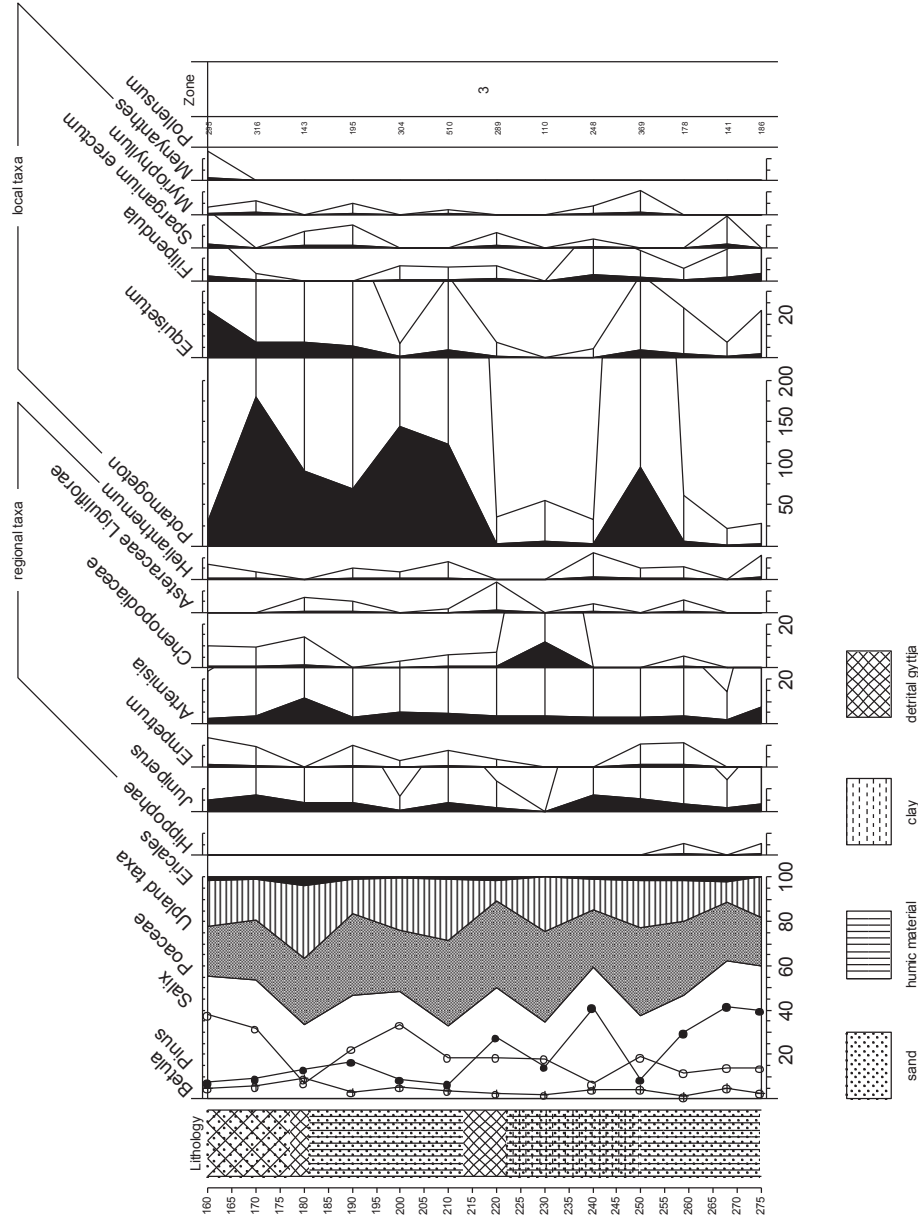 regional taxa
local taxa
Lithology
Betula
Pinus
Salix
Poaceae
Upland taxa
Ericales
Hippophae
Juniperus
Empetrum
Artemisia
Chenopodiaceae
Asteraceae Liguliflorae
Helianthemum
Potamogeton
Equisetum
Filipendula
Sparganium erectum
Myriophyllum
Menyanthes
Pollensum
Zone
160
165
170
175
180
185
190
195
200
205
210
215
220
225
230
235
240
245
250
255
260
265
270
275
316
143
195
304
510
289
110
248
369
178
141
186
3
20 40 60 80 100
20
20
50 100 150 200
20
sand
humic material
clay
detrital gyttja